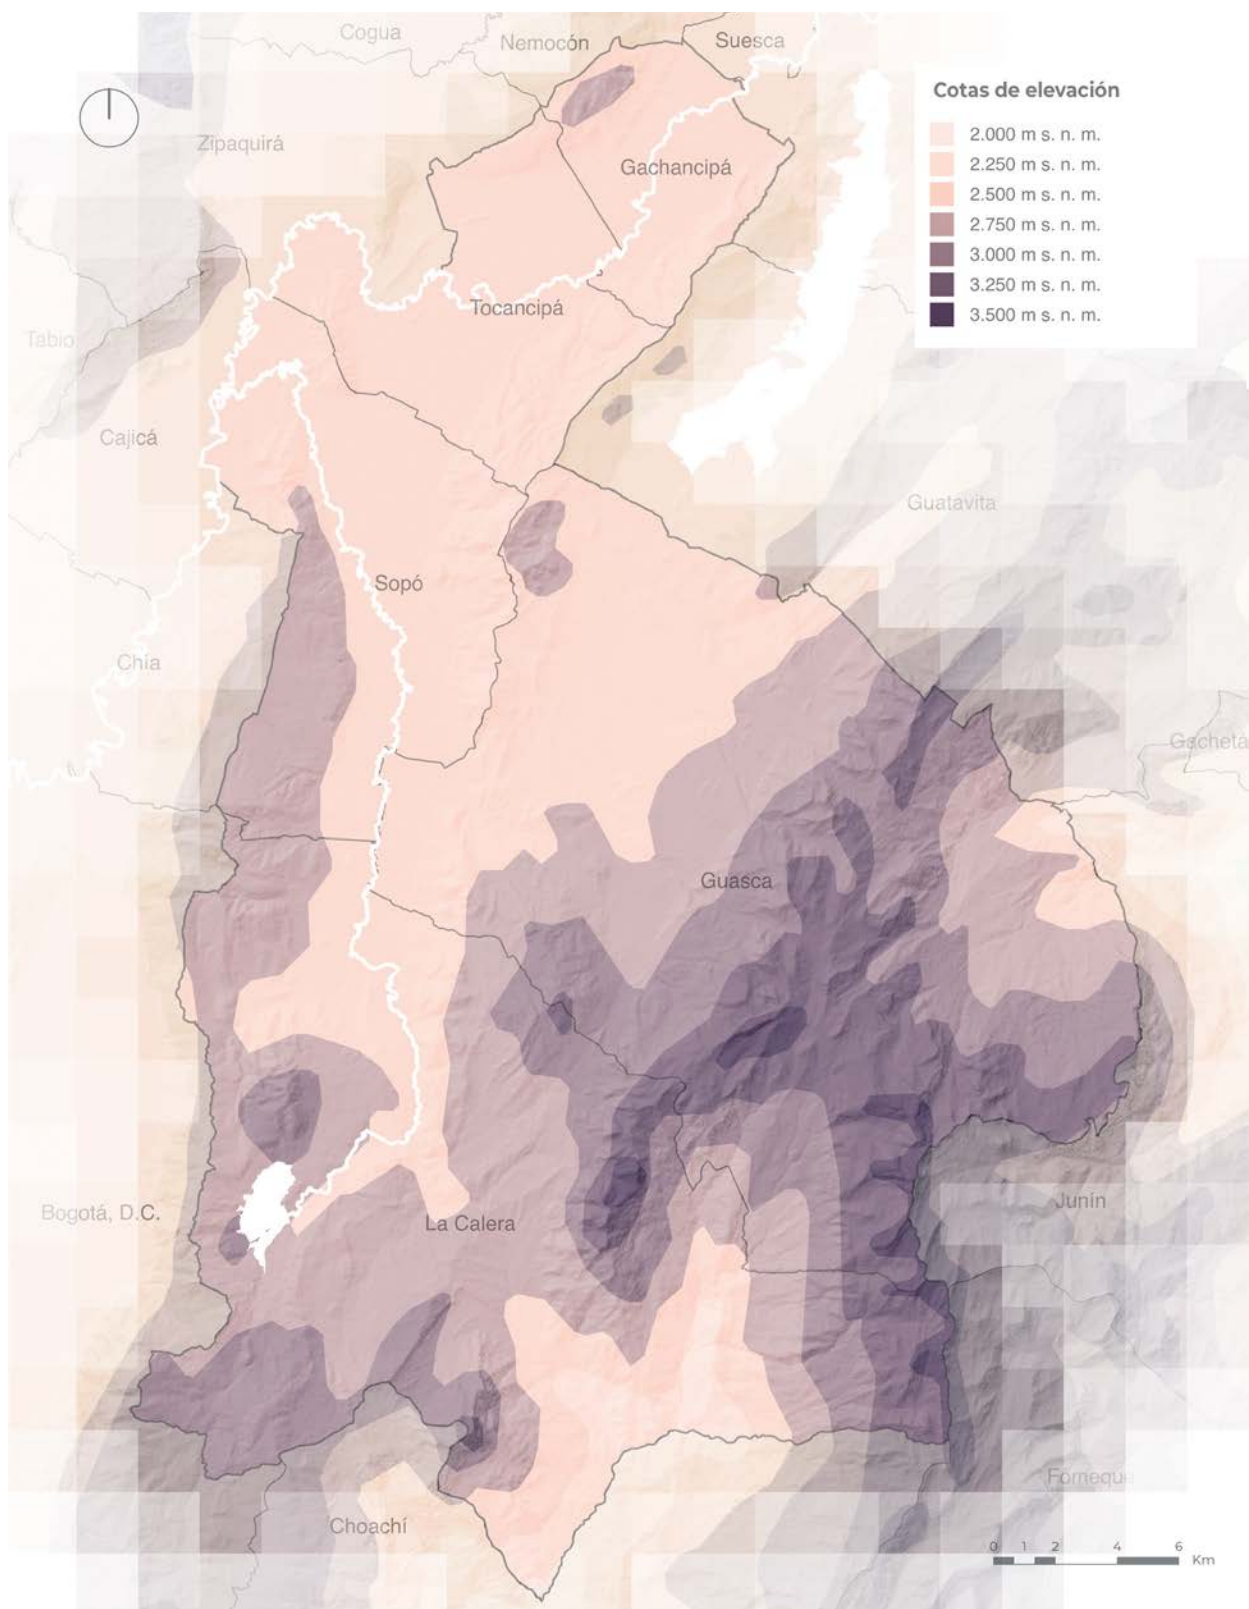 Cogua
Nemocón
Suesca
Cotas de elevación
2.000 m s. n. m.
2.250 m s. n. m.
2.500 m s. n. m.
2.750 m s. n. m.
3.000 m s. n. m.
3.250 m s. n. m.
3.500 m s. n. m.
Zipaquirá
Gachancipá
Tocancipá
Tabio
Cajicá
Guatavita
Sopó
Chía
Gachetá
Guasca
Junín
Bogotá, D.C.
La Calera
Fómeque
Choachí
0 1 2 4 6
Km